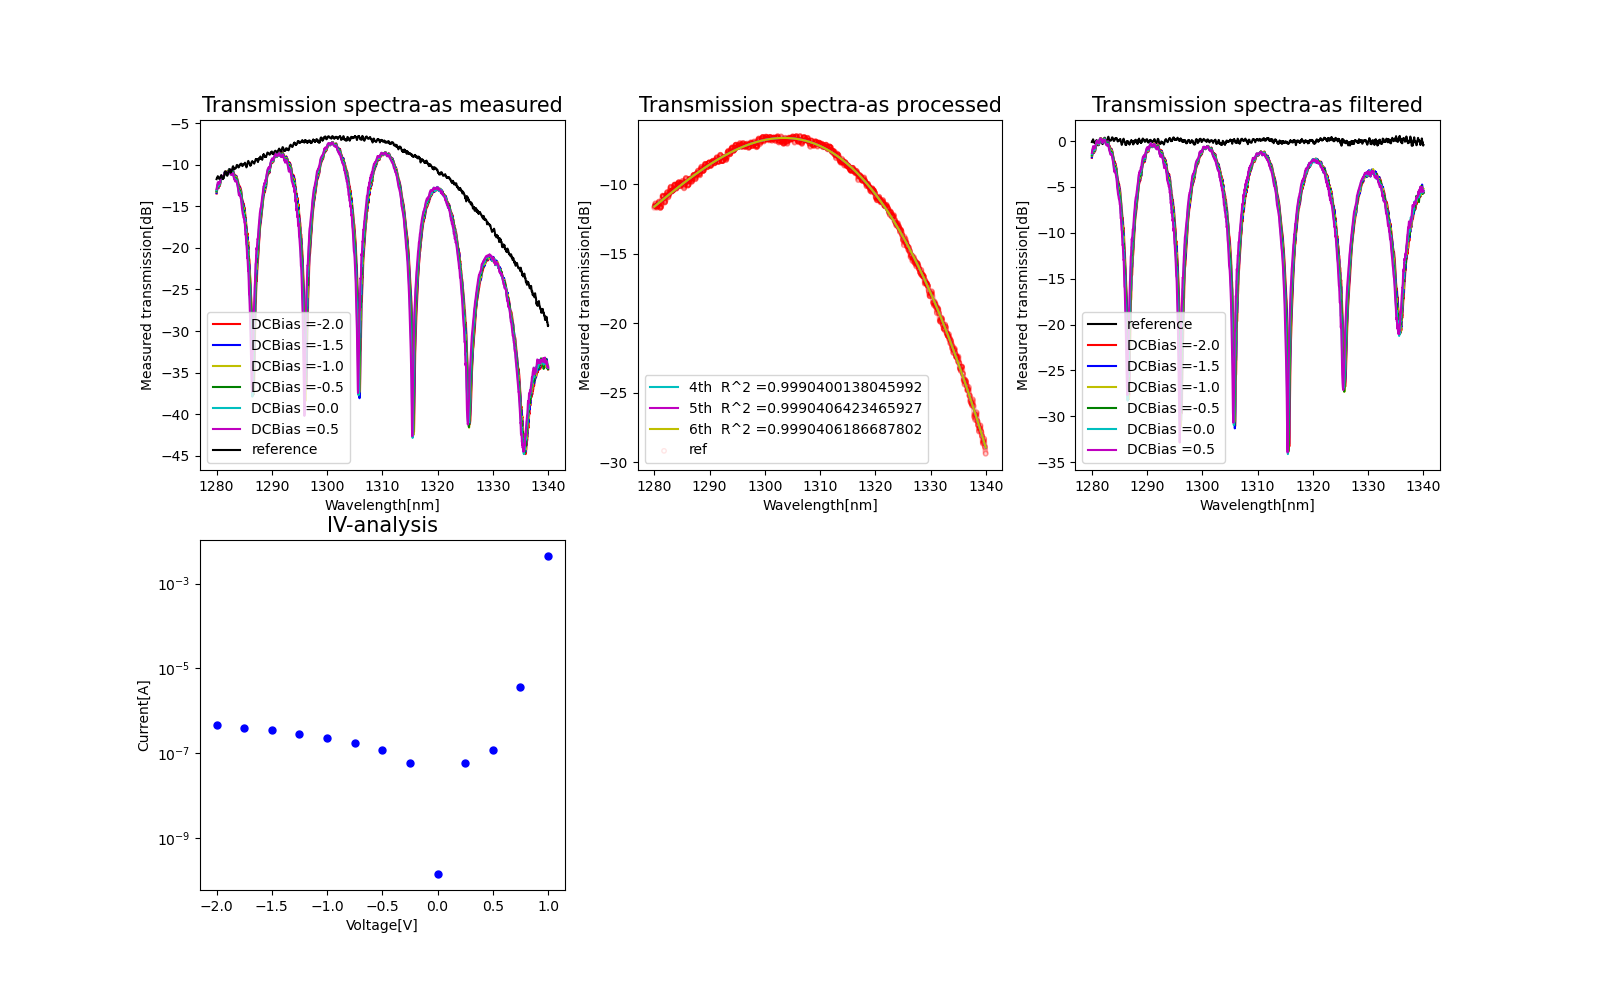 Transmission spectra-as measured
Measured transmission[dB]
−5
−10
−15
−20
−25
−30
−35
−40
−45
DCBias =-2.0
DCBias =-1.5
DCBias =-1.0
DCBias =-0.5
DCBias =0.0
DCBias =0.5
reference
1280 1290 1300 1310 1320 1330 1340
Wavelength[nm]
Transmission spectra-as processed
Measured transmission[dB]
−10
−15
−20
−25
−30
4th R^2 =0.9990400138045992
5th R^2 =0.9990406423465927
6th R^2 =0.9990406186687802
ref
1280 1290 1300 1310 1320 1330 1340
Wavelength[nm]
Transmission spectra-as filtered
Measured transmission[dB]
0
−5
−10
−15
−20
−25
−30
−35
reference
DCBias =-2.0
DCBias =-1.5
DCBias =-1.0
DCBias =-0.5
DCBias =0.0
DCBias =0.5
1280 1290 1300 1310 1320 1330 1340
Wavelength[nm]
IV-analysis
Current[A]
10⁻³
10⁻⁵
10⁻⁷
10⁻⁹
−2.0 −1.5 −1.0 −0.5 0.0 0.5 1.0
Voltage[V]